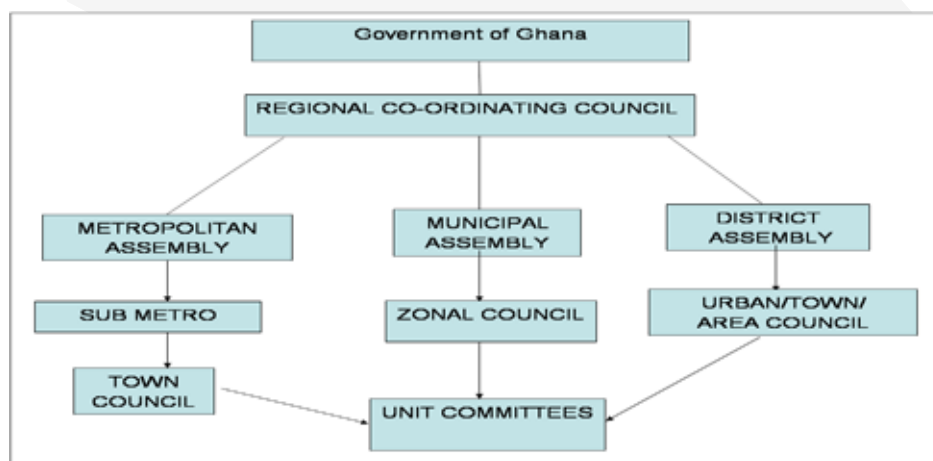 Government of Ghana
REGIONAL CO-ORDINATING COUNCIL
METROPOLITAN
ASSEMBLY
MUNICIPAL
ASSEMBLY
DISTRICT
ASSEMBLY
SUB METRO
ZONAL COUNCIL
URBAN/TOWN/
AREA COUNCIL
TOWN
COUNCIL
UNIT COMMITTEES